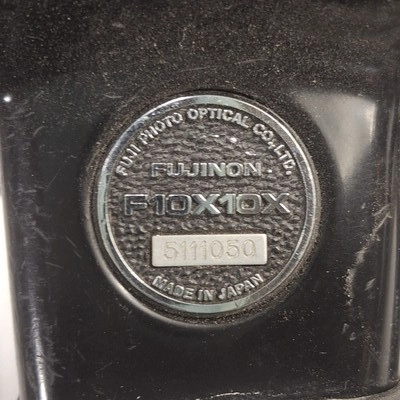 FUJI PHOTO OPTICAL CO., LTD.
FUJINON
F10X10X
5111050
MADE IN JAPAN